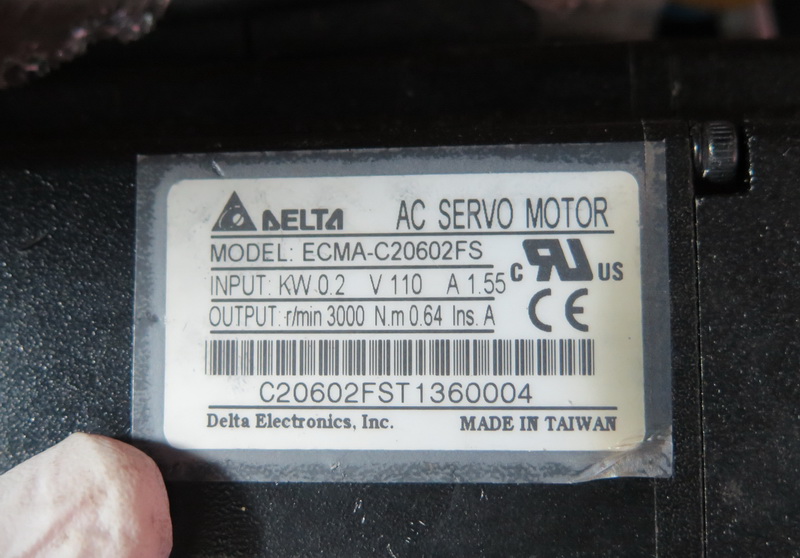 DELTA AC SERVO MOTOR
MODEL: ECMA-C20602FS
INPUT: KW 0.2 V 110 A 1.55
OUTPUT: r/min 3000 N.m 0.64 Ins. A
C RU US
CE
C20602FST1360004
Delta Electronics, Inc. MADE IN TAIWAN